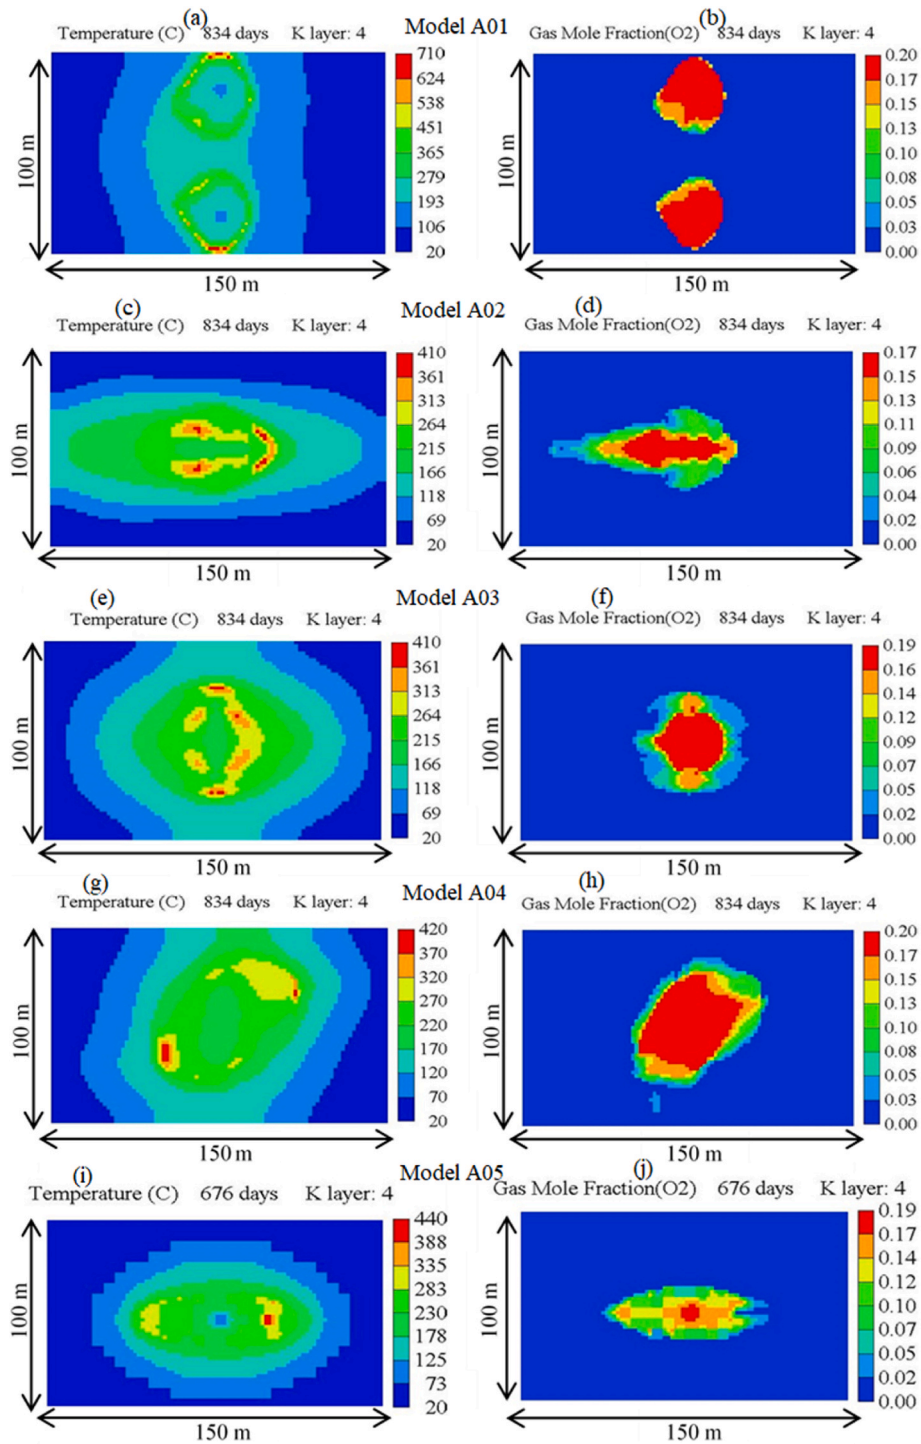 (a) Model A01 (b)
Temperature (C) 834 days K layer: 4
Gas Mole Fraction(O2) 834 days K layer: 4
100 m
710
624
538
451
365
279
193
106
20
150 m
100 m
0.20
0.17
0.15
0.13
0.10
0.08
0.05
0.03
0.00
150 m
(c) Model A02 (d)
Temperature (C) 834 days K layer: 4
Gas Mole Fraction(O2) 834 days K layer: 4
100 m
410
361
313
264
215
166
118
69
20
150 m
100 m
0.17
0.15
0.13
0.11
0.09
0.06
0.04
0.02
0.00
150 m
(e) Model A03 (f)
Temperature (C) 834 days K layer: 4
Gas Mole Fraction(O2) 834 days K layer: 4
100 m
410
361
313
264
215
166
118
69
20
150 m
100 m
0.19
0.16
0.14
0.12
0.09
0.07
0.05
0.02
0.00
150 m
(g) Model A04 (h)
Temperature (C) 834 days K layer: 4
Gas Mole Fraction(O2) 834 days K layer: 4
100 m
420
370
320
270
220
170
120
70
20
150 m
100 m
0.20
0.17
0.15
0.13
0.10
0.08
0.05
0.03
0.00
150 m
(i) Model A05 (j)
Temperature (C) 676 days K layer: 4
Gas Mole Fraction(O2) 676 days K layer: 4
100 m
440
388
335
283
230
178
125
73
20
150 m
100 m
0.19
0.17
0.14
0.12
0.10
0.07
0.05
0.02
0.00
150 m